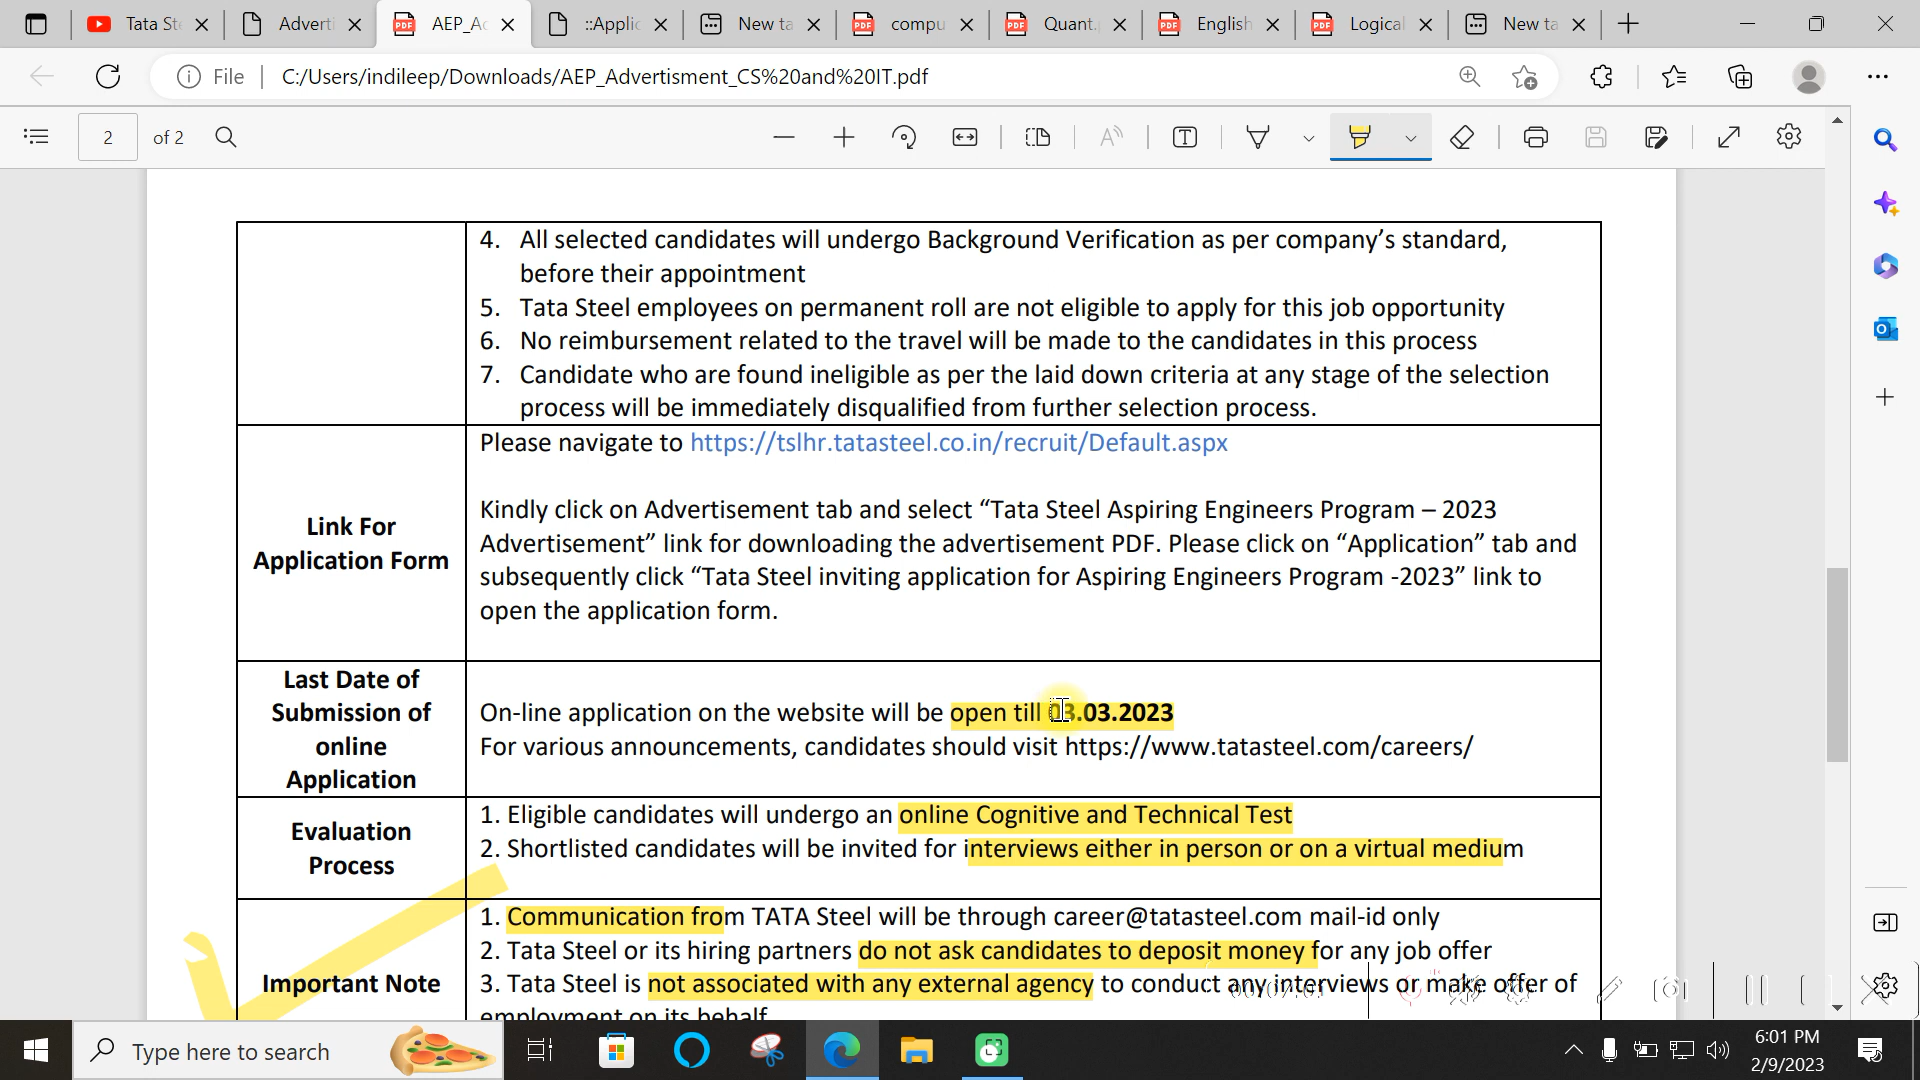 Tata St
Adverti
AEP_A
::Applic
New ta
compu
Quant.
English
Logical
New ta
File
C:/Users/indileep/Downloads/AEP_Advertisment_CS%20and%20IT.pdf
2
of 2
4. All selected candidates will undergo Background Verification as per company’s standard,
before their appointment
5. Tata Steel employees on permanent roll are not eligible to apply for this job opportunity
6. No reimbursement related to the travel will be made to the candidates in this process
7. Candidate who are found ineligible as per the laid down criteria at any stage of the selection
process will be immediately disqualified from further selection process.
Link For
Application Form
Please navigate to https://tslhr.tatasteel.co.in/recruit/Default.aspx
Kindly click on Advertisement tab and select “Tata Steel Aspiring Engineers Program – 2023
Advertisement” link for downloading the advertisement PDF. Please click on “Application” tab and
subsequently click “Tata Steel inviting application for Aspiring Engineers Program -2023” link to
open the application form.
Last Date of
Submission of
online
Application
On-line application on the website will be open till 03.03.2023
For various announcements, candidates should visit https://www.tatasteel.com/careers/
Evaluation
Process
1. Eligible candidates will undergo an online Cognitive and Technical Test
2. Shortlisted candidates will be invited for interviews either in person or on a virtual medium
Important Note
1. Communication from TATA Steel will be through career@tatasteel.com mail-id only
2. Tata Steel or its hiring partners do not ask candidates to deposit money for any job offer
3. Tata Steel is not associated with any external agency to conduct any interviews or make offer of
employment on its behalf
Type here to search
6:01 PM
2/9/2023